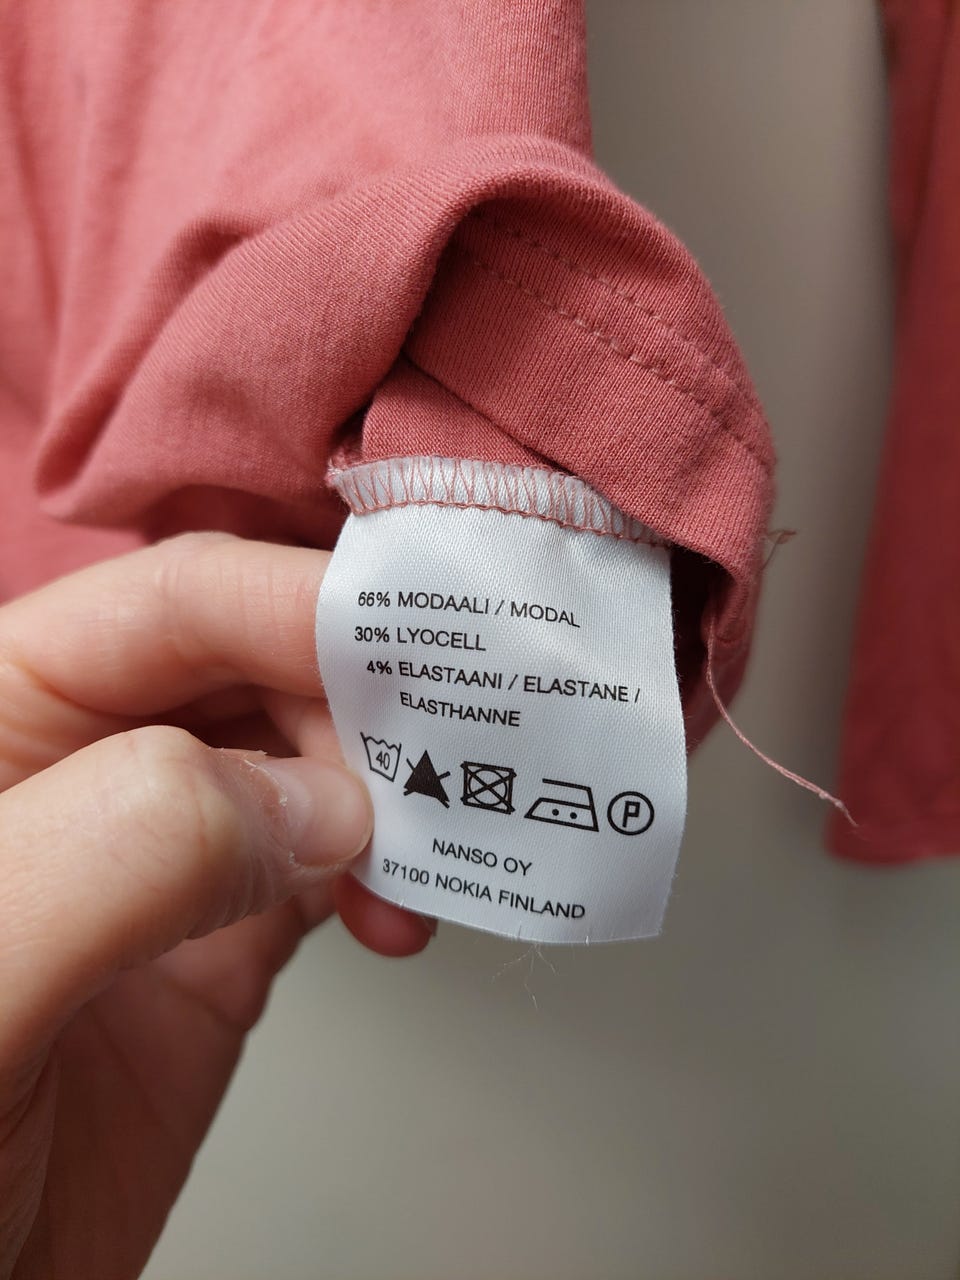 66% MODAALI / MODAL
30% LYOCELL
4% ELASTAANI / ELASTANE /
ELASTHANNE
40 P
NANSO OY
37100 NOKIA FINLAND